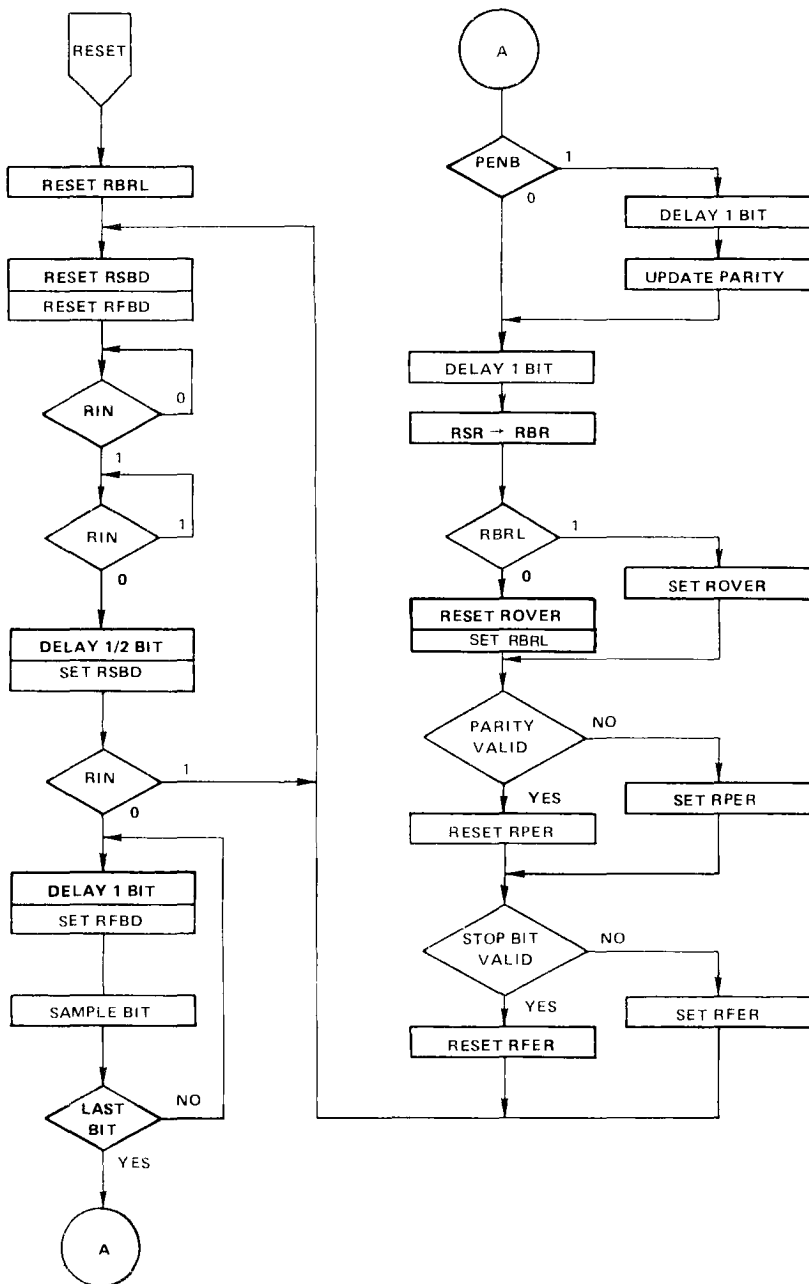 RESET
RESET RBRL
RESET RSBD
RESET RFBD
RIN
0
1
RIN
1
0
DELAY 1/2 BIT
SET RSBD
RIN
1
0
DELAY 1 BIT
SET RFBD
SAMPLE BIT
LAST
BIT
NO
YES
A
A
PENB
1
0
DELAY 1 BIT
UPDATE PARITY
DELAY 1 BIT
RSR → RBR
RBRL
1
0
SET ROVER
RESET ROVER
SET RBRL
PARITY
VALID
NO
YES
SET RPER
RESET RPER
STOP BIT
VALID
NO
YES
SET RFER
RESET RFER